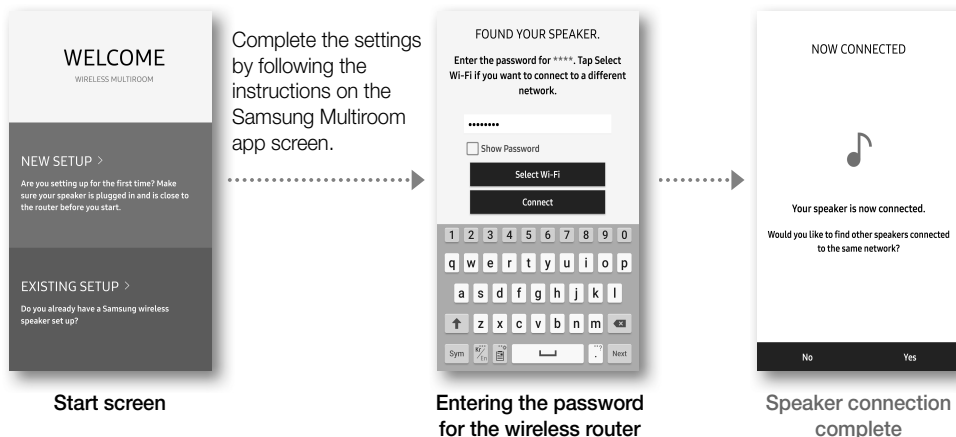 WELCOME
WIRELESS MULTIROOM
NEW SETUP >
Are you setting up for the first time? Make
sure your speaker is plugged in and is close to
the router before you start.
EXISTING SETUP >
Do you already have a Samsung wireless
speaker set up?
Start screen
Complete the settings
by following the
instructions on the
Samsung Multiroom
app screen.
FOUND YOUR SPEAKER.
Enter the password for ****. Tap Select
Wi-Fi if you want to connect to a different
network.
••••••••
Show Password
Select Wi-Fi
Connect
1 2 3 4 5 6 7 8 9 0
q w e r t y u i o p
a s d f g h j k l
z x c v b n m
Sym Kr/En . Next
Entering the password
for the wireless router
NOW CONNECTED
Your speaker is now connected.
Would you like to find other speakers connected
to the same network?
No Yes
Speaker connection
complete